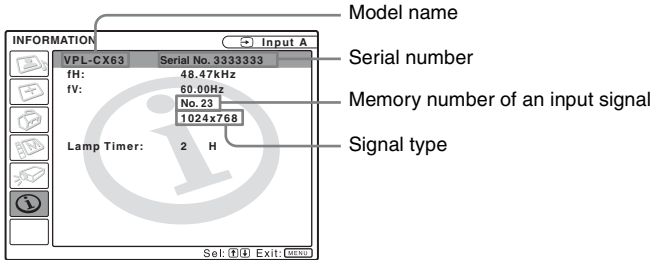 Model name
INFORMATION Input A
VPL-CX63 Serial No. 3333333
Serial number
fH: 48.47kHz
fV: 60.00Hz
No. 23
Memory number of an input signal
1024x768
Signal type
Lamp Timer: 2 H
Sel: Exit: MENU